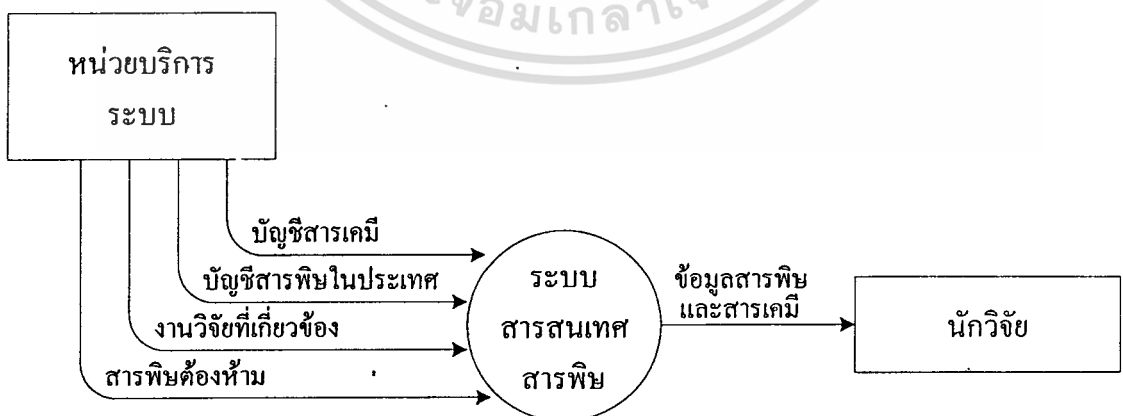 หน่วยบริการ
ระบบ
บัญชีสารเคมี
บัญชีสารพิษในประเทศ
งานวิจัยที่เกี่ยวข้อง
สารพิษต้องห้าม
ระบบ
สารสนเทศ
สารพิษ
ข้อมูลสารพิษ
และสารเคมี
นักวิจัย